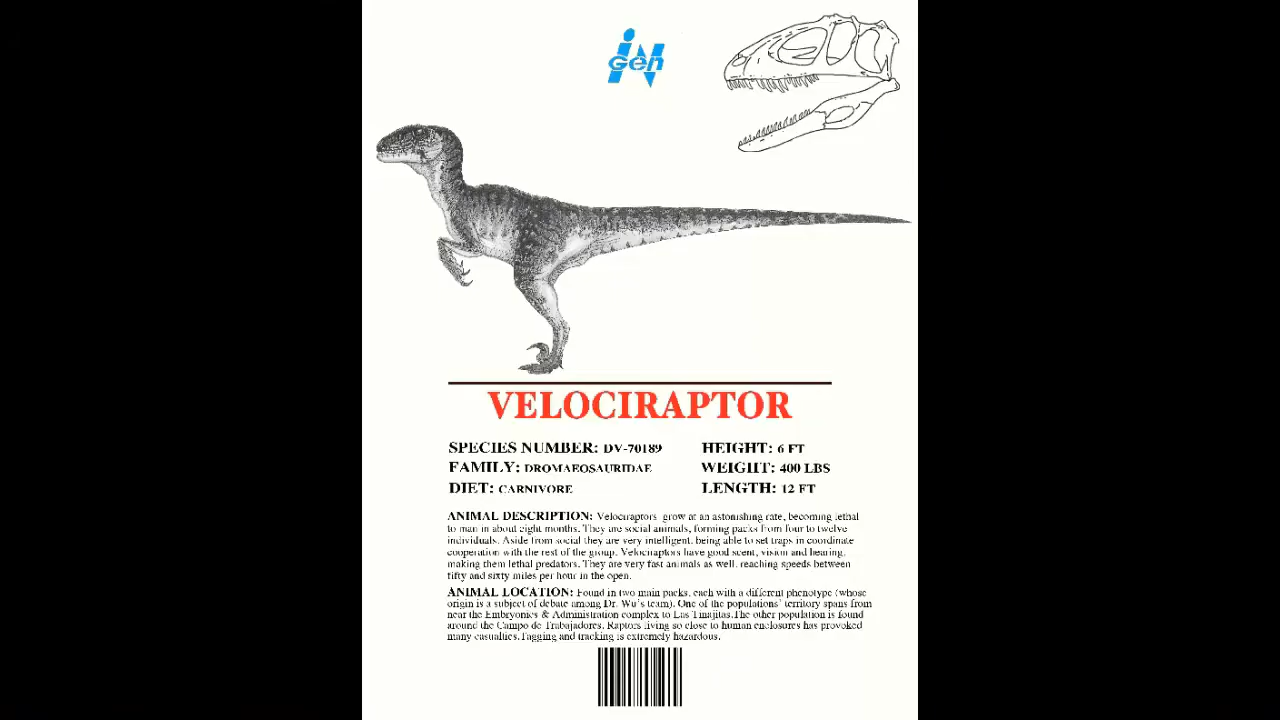 inGen
VELOCIRAPTOR
SPECIES NUMBER: DV-70189
HEIGHT: 6 FT
FAMILY: DROMAEOSAURIDAE
WEIGHT: 400 LBS
DIET: CARNIVORE
LENGTH: 12 FT
ANIMAL DESCRIPTION: Velociraptors grow at an astonishing rate, becoming lethal
to man in about eight months. They are social animals, forming packs from four to twelve
individuals. Aside from social they are very intelligent, being able to set traps in coordinate
cooperation with the rest of the group. Velociraptors have good scent, vision and hearing,
making them lethal predators. They are very fast animals as well, reaching speeds between
fifty and sixty miles per hour in the open.
ANIMAL LOCATION: Found in two main packs, each with a different phenotype (whose
origin is a subject of debate among Dr. Wu's team). One of the populations' territory spans from
near the Embryonics & Administration complex to Las Tinajitas.The other population is found
around the Campo de Trabajadores. Raptors living so close to human enclosures has provoked
many casualties.Tagging and tracking is extremely hazardous.